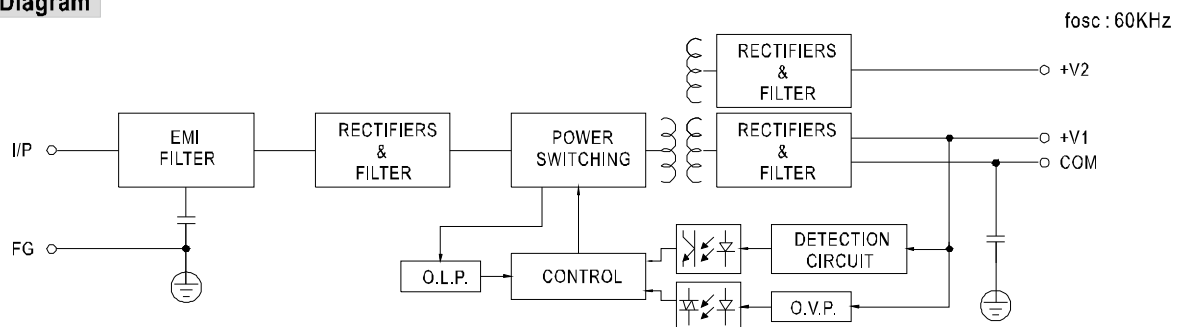 Diagram
fosc : 60KHz
RECTIFIERS
&
FILTER
+V2
I/P
EMI
FILTER
RECTIFIERS
&
FILTER
POWER
SWITCHING
RECTIFIERS
&
FILTER
+V1
COM
FG
O.L.P.
CONTROL
DETECTION
CIRCUIT
O.V.P.